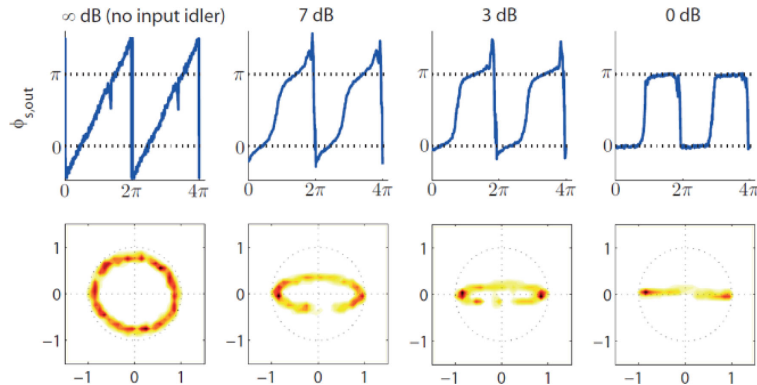 ∞ dB (no input idler) 7 dB 3 dB 0 dB
π π π π
ϕs,out
0 0 0 0
0 2π 4π 0 2π 4π 0 2π 4π 0 2π 4π
1 1 1 1
0 0 0 0
−1 −1 −1 −1
−1 0 1 −1 0 1 −1 0 1 −1 0 1